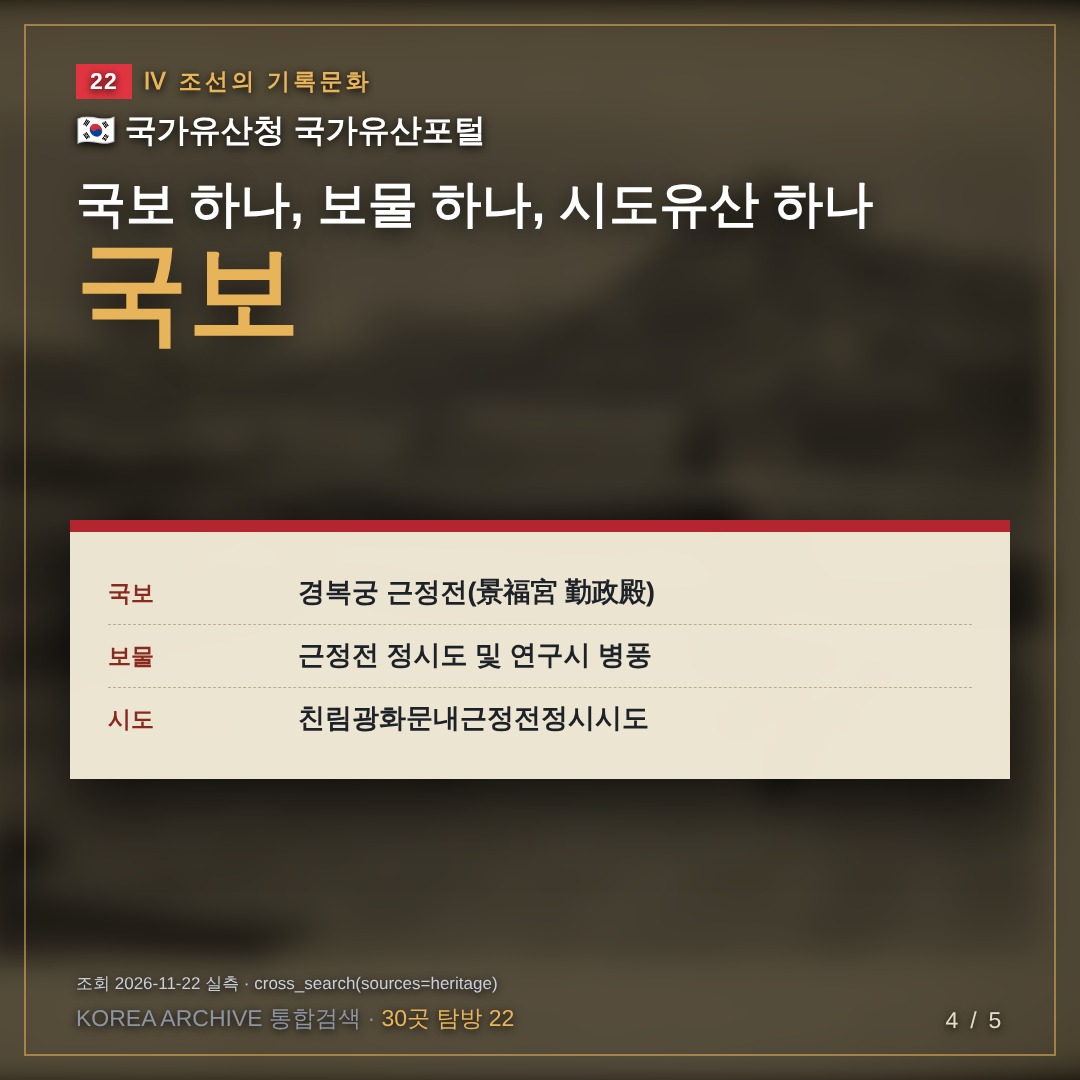 22 Ⅳ 조선의 기록문화
🇰🇷 국가유산청 국가유산포털
국보 하나, 보물 하나, 시도유산 하나
국보
국보 경복궁 근정전(景福宮 勤政殿)
보물 근정전 정시도 및 연구시 병풍
시도 친림광화문내근정전정시시도
조회 2026-11-22 실측 · cross_search(sources=heritage)
KOREA ARCHIVE 통합검색 · 30곳 탐방 22
4 / 5